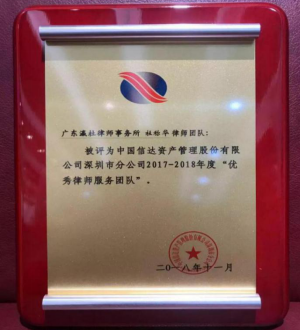 广东瀛杜律师事务所 杜怡华律师团队：
被评为中国信达资产管理股份有限
公司深圳市分公司2017-2018年度“优
秀律师服务团队”。
二〇一八年十一月